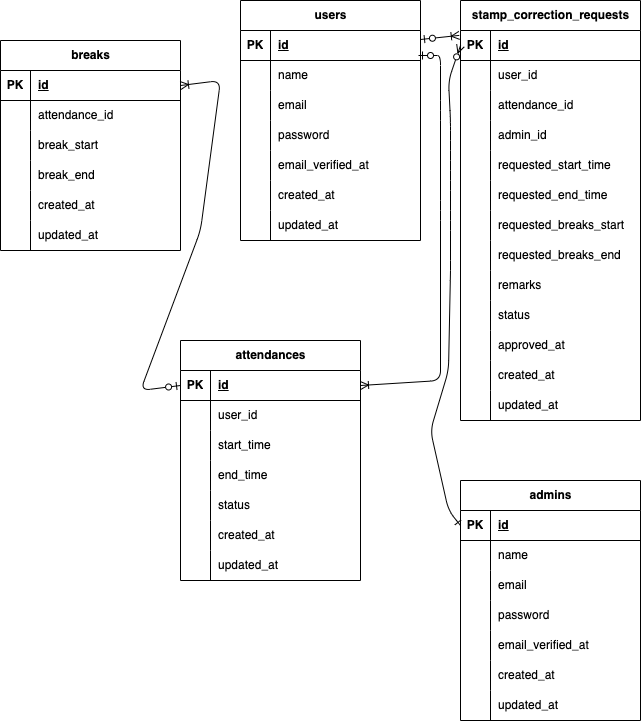 breaks
PK id
attendance_id
break_start
break_end
created_at
updated_at
users
PK id
name
email
password
email_verified_at
created_at
updated_at
stamp_correction_requests
PK id
user_id
attendance_id
admin_id
requested_start_time
requested_end_time
requested_breaks_start
requested_breaks_end
remarks
status
approved_at
created_at
updated_at
attendances
PK id
user_id
start_time
end_time
status
created_at
updated_at
admins
PK id
name
email
password
email_verified_at
created_at
updated_at